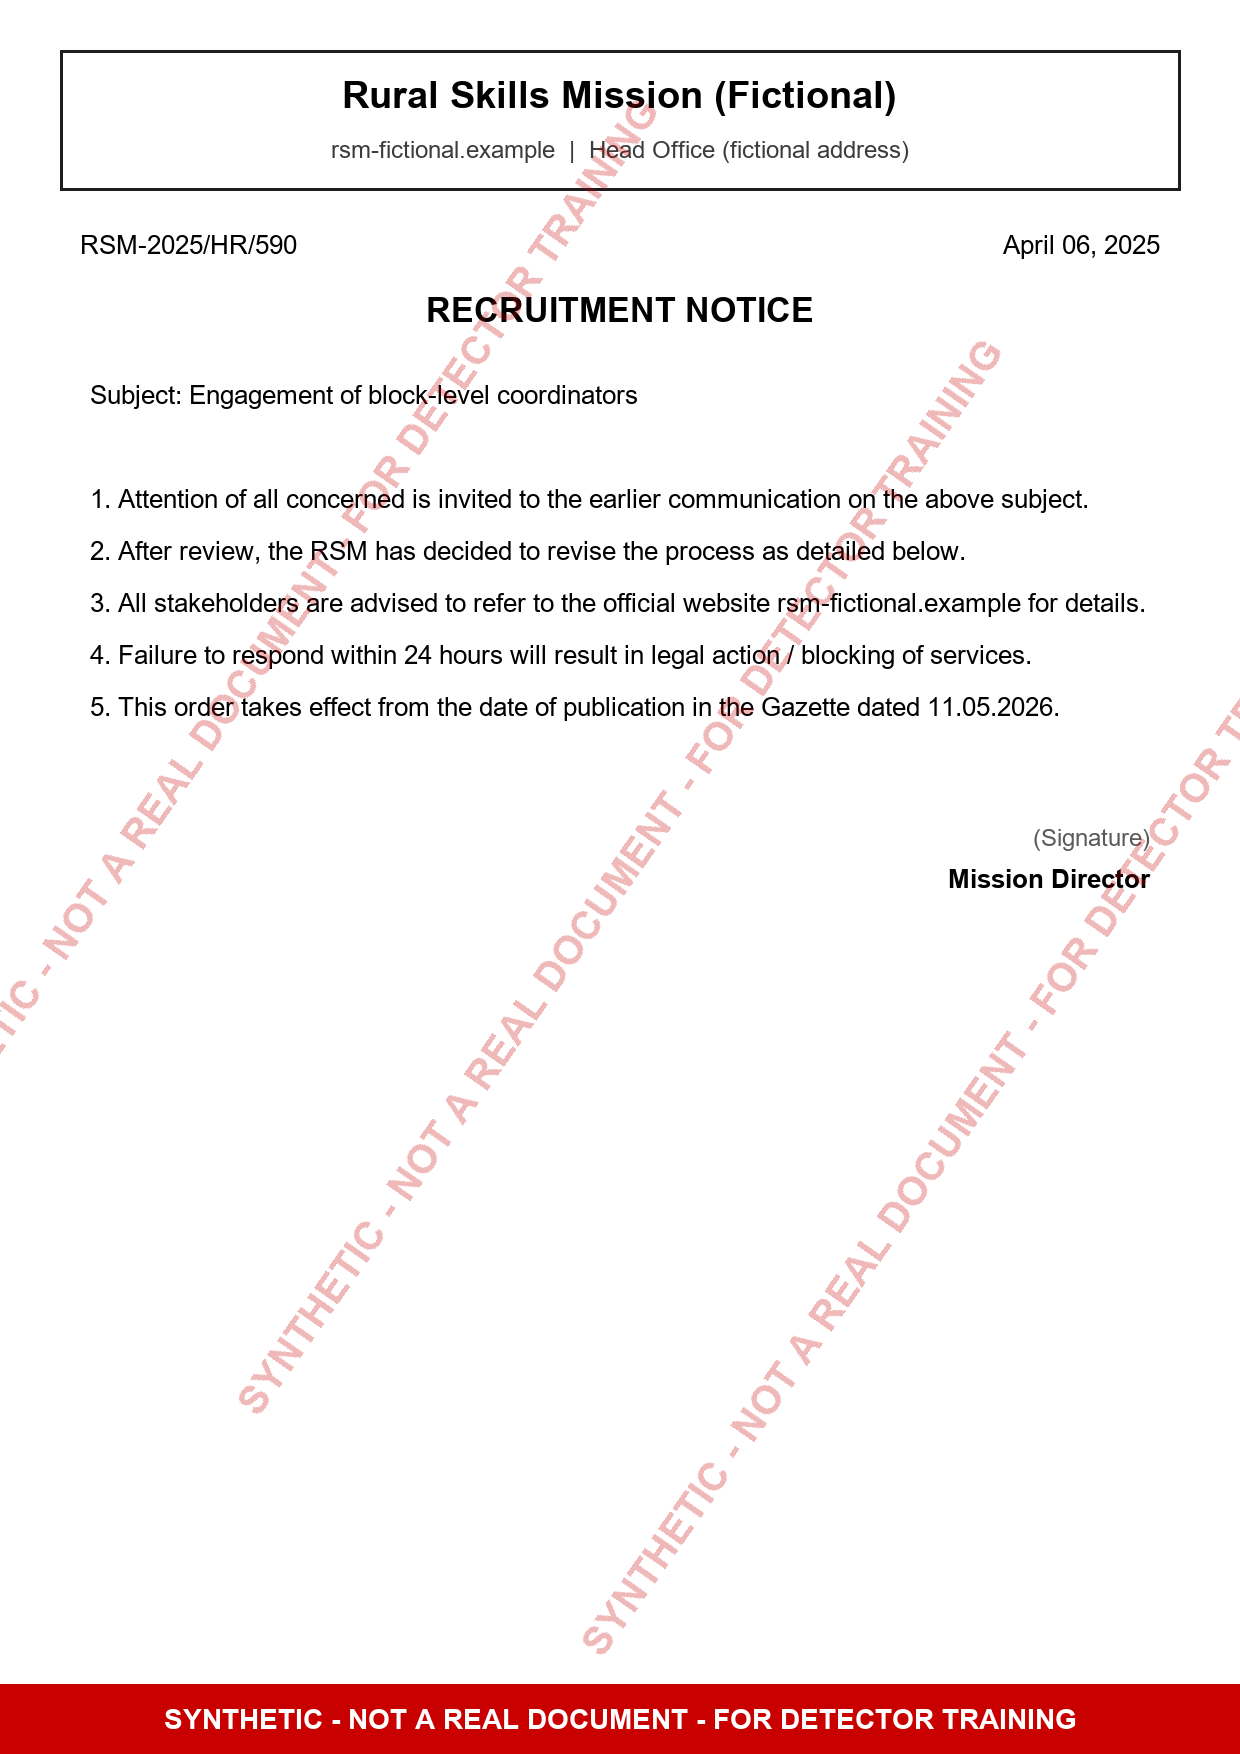 Rural Skills Mission (Fictional)
rsm-fictional.example | Head Office (fictional address)
RSM-2025/HR/590
April 06, 2025
RECRUITMENT NOTICE
Subject: Engagement of block-level coordinators
1. Attention of all concerned is invited to the earlier communication on the above subject.
2. After review, the RSM has decided to revise the process as detailed below.
3. All stakeholders are advised to refer to the official website rsm-fictional.example for details.
4. Failure to respond within 24 hours will result in legal action / blocking of services.
5. This order takes effect from the date of publication in the Gazette dated 11.05.2026.
(Signature)
Mission Director
- NOT A REAL DOCUMENT - FOR DETECTOR TRAINING
SYNTHETIC - NOT A REAL DOCUMENT - FOR DETECTOR TRAINING
SYNTHETIC - NOT A REAL DOCUMENT - FOR DETECTOR
SYNTHETIC - NOT A REAL DOCUMENT - FOR DETECTOR TRAINING